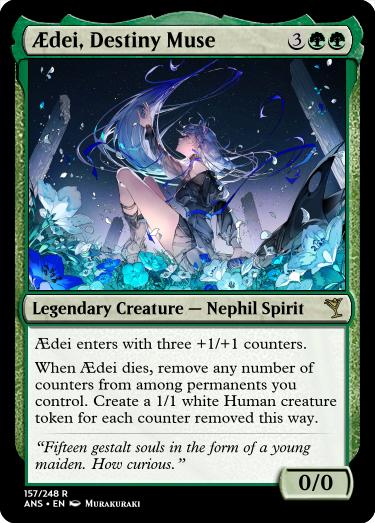 Ædei, Destiny Muse 3
Legendary Creature — Nephil Spirit
Ædei enters with three +1/+1 counters.
When Ædei dies, remove any number of
counters from among permanents you
control. Create a 1/1 white Human creature
token for each counter removed this way.
“Fifteen gestalt souls in the form of a young
maiden. How curious.”
0/0
157/248 R
ANS • EN Murakuraki